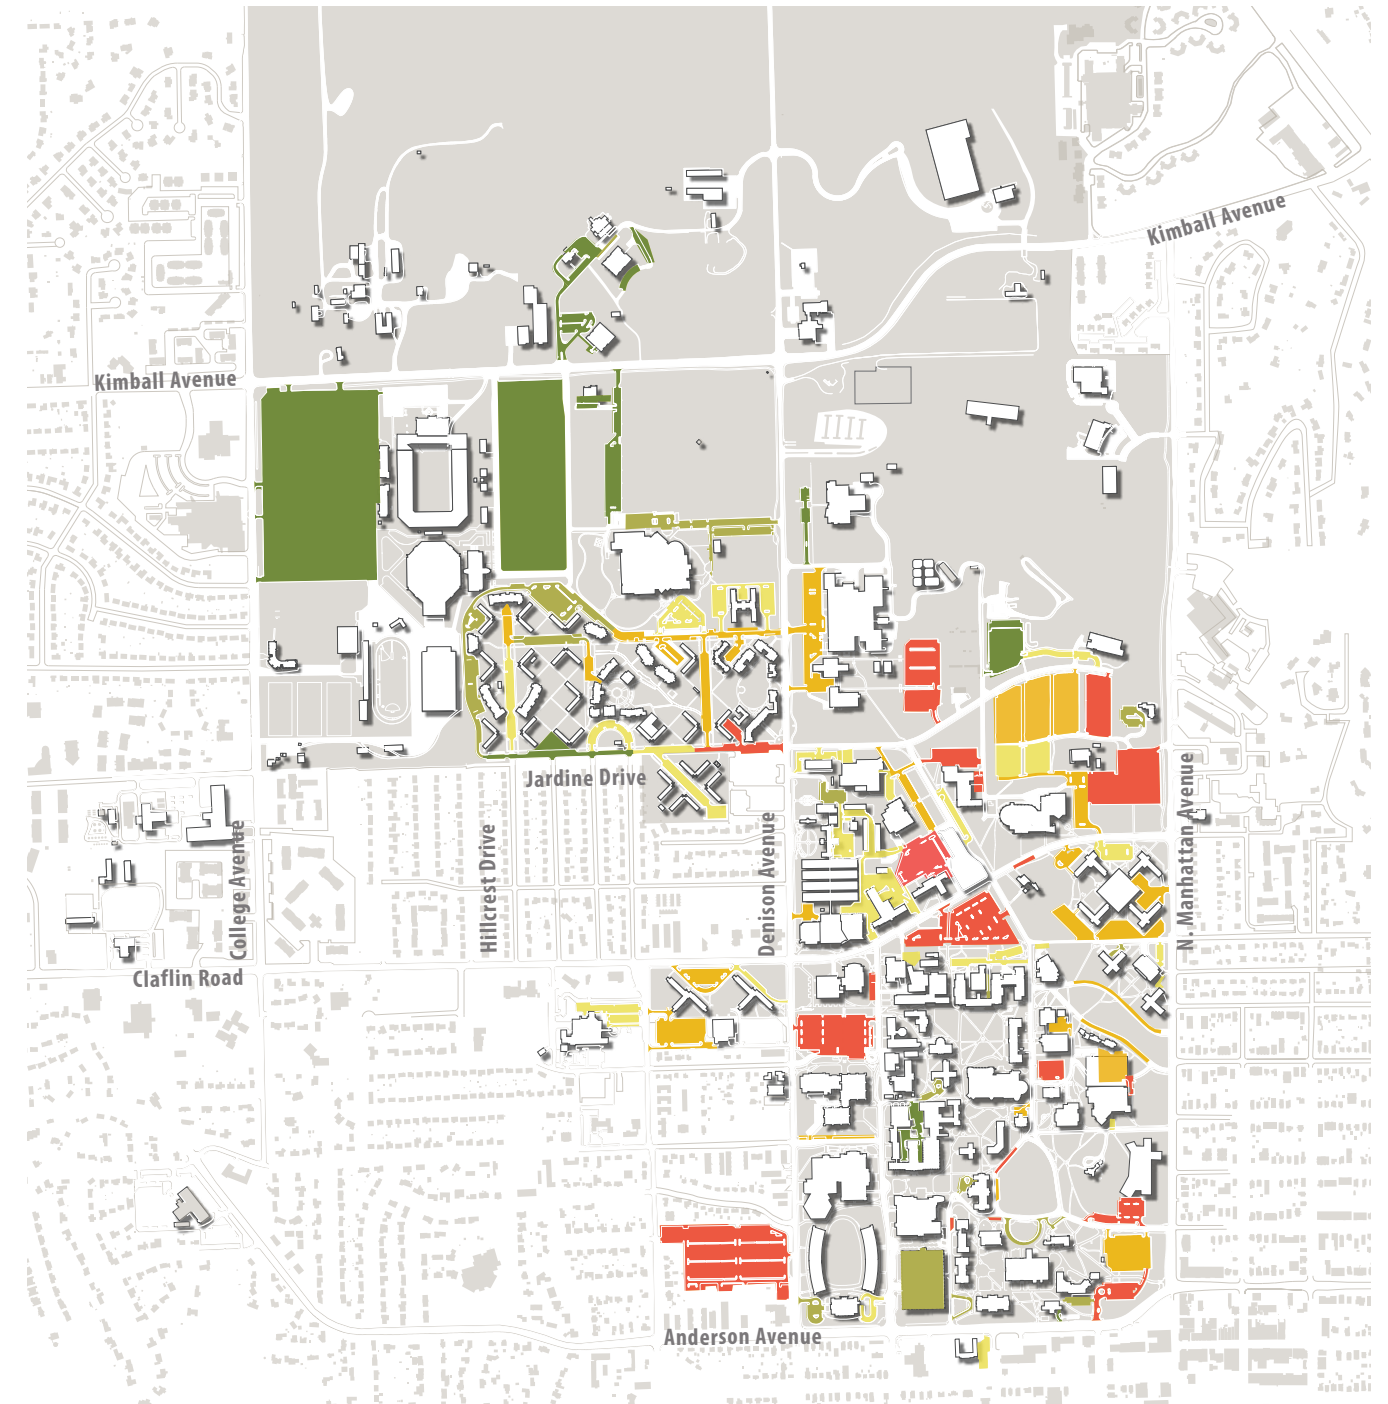 Kimball Avenue
Kimball Avenue
Jardine Drive
College Avenue
Hillcrest Drive
Denison Avenue
N. Manhattan Avenue
Claflin Road
Anderson Avenue